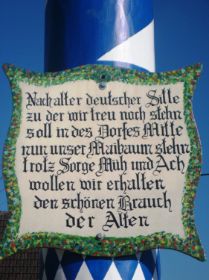 Nach alter deutscher Sitte
zu der wir treu noch stehn
soll in des Dorfes Mitte
nun unser Maibaum stehn
trotz Sorge Müh und Ach
wollen wir erhalten
den schönen Brauch
der Alten